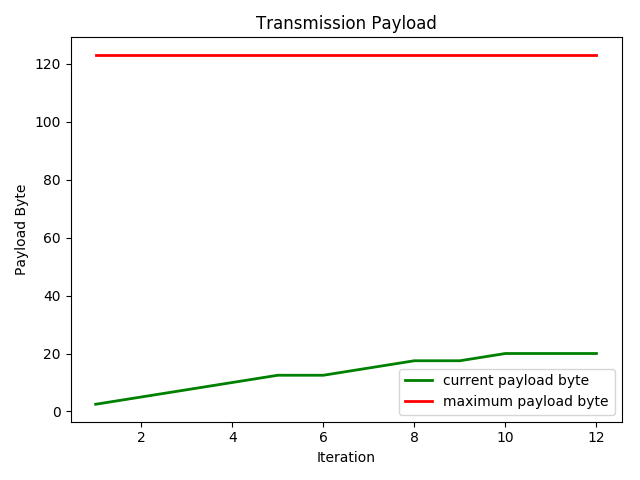 Transmission Payload
120
100
80
60
40
20
0
Payload Byte
current payload byte
maximum payload byte
2 4 6 8 10 12
Iteration